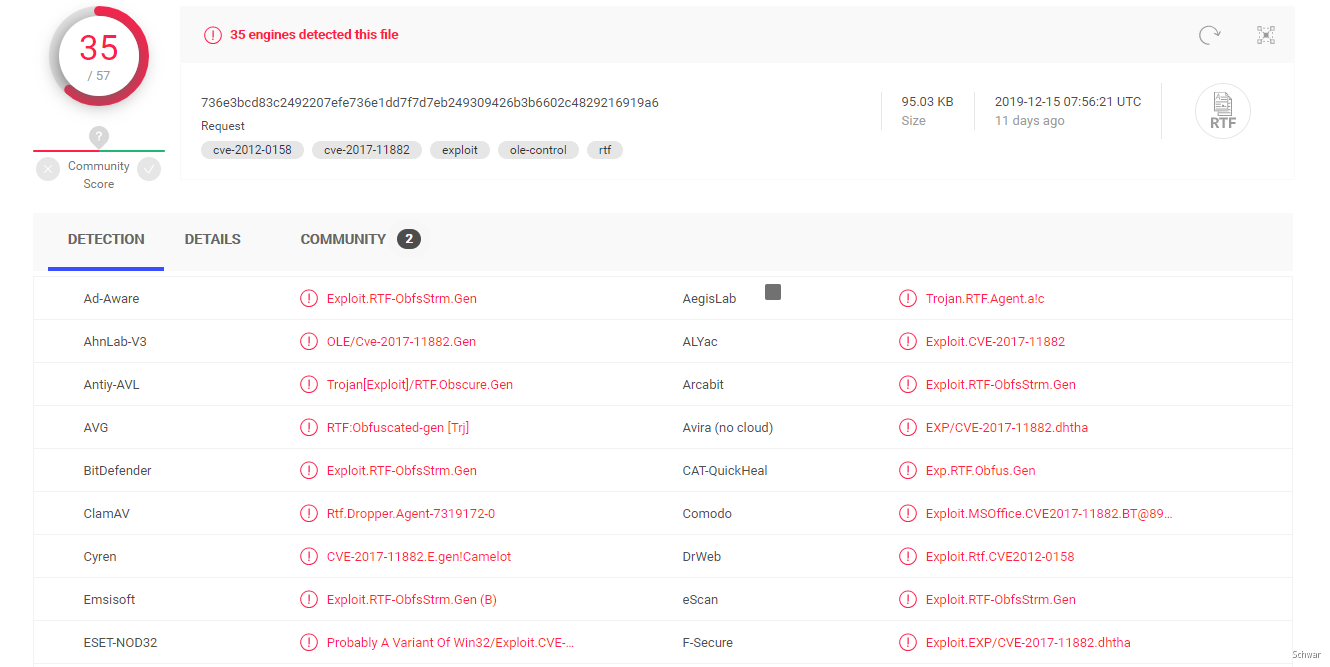 35
/ 57
?
Community
Score
35 engines detected this file
736e3bcd83c2492207efe736e1dd7f7d7eb249309426b3b6602c4829216919a6
Request
cve-2012-0158 cve-2017-11882 exploit ole-control rtf
95.03 KB
Size
2019-12-15 07:56:21 UTC
11 days ago
RTF
DETECTION DETAILS COMMUNITY 2
Ad-Aware Exploit.RTF-ObfsStrm.Gen AegisLab Trojan.RTF.Agent.a!c
AhnLab-V3 OLE/Cve-2017-11882.Gen ALYac Exploit.CVE-2017-11882
Antiy-AVL Trojan[Exploit]/RTF.Obscure.Gen Arcabit Exploit.RTF-ObfsStrm.Gen
AVG RTF:Obfuscated-gen [Trj] Avira (no cloud) EXP/CVE-2017-11882.dhtha
BitDefender Exploit.RTF-ObfsStrm.Gen CAT-QuickHeal Exp.RTF.Obfus.Gen
ClamAV Rtf.Dropper.Agent-7319172-0 Comodo Exploit.MSOffice.CVE2017-11882.BT@89...
Cyren CVE-2017-11882.E.gen!Camelot DrWeb Exploit.Rtf.CVE2012-0158
Emsisoft Exploit.RTF-ObfsStrm.Gen (B) eScan Exploit.RTF-ObfsStrm.Gen
ESET-NOD32 Probably A Variant Of Win32/Exploit.CVE-... F-Secure Exploit.EXP/CVE-2017-11882.dhtha
Schwar